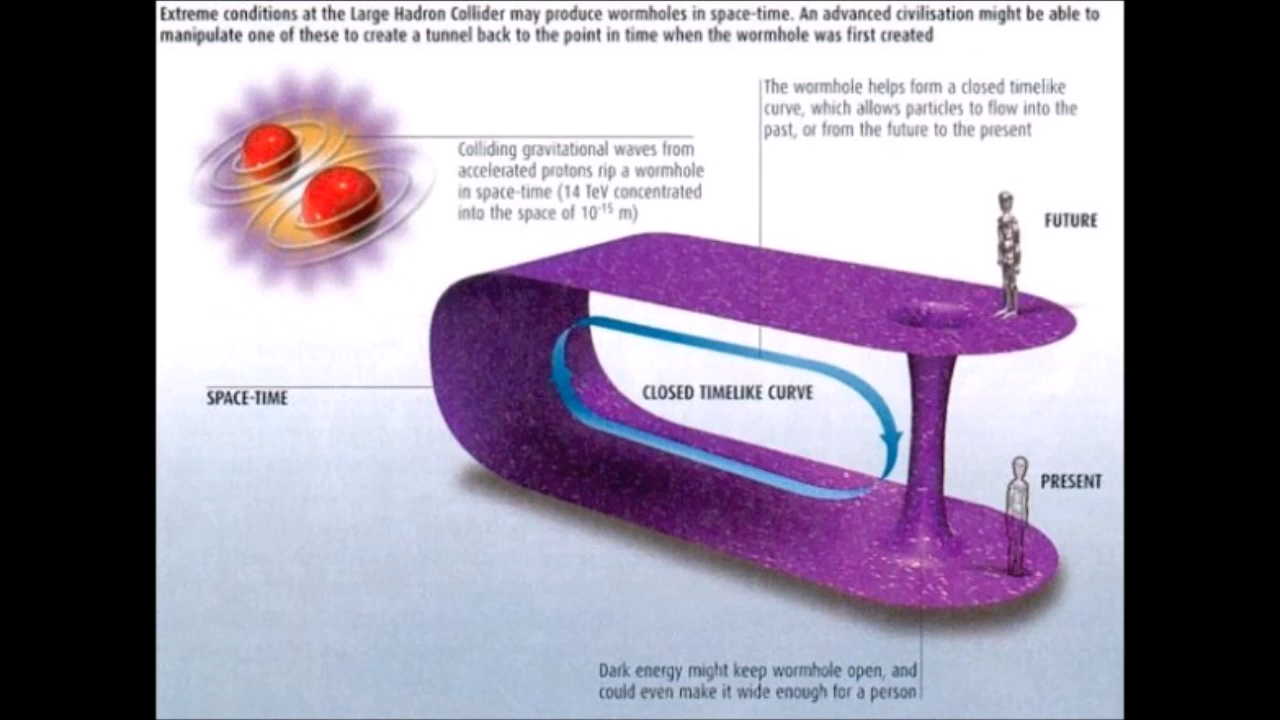 Extreme conditions at the Large Hadron Collider may produce wormholes in space-time. An advanced civilisation might be able to
manipulate one of these to create a tunnel back to the point in time when the wormhole was first created
The wormhole helps form a closed timelike
curve, which allows particles to flow into the
past, or from the future to the present
Colliding gravitational waves from
accelerated protons rip a wormhole
in space-time (14 TeV concentrated
into the space of 10⁻¹⁵ m)
FUTURE
SPACE-TIME
CLOSED TIMELIKE CURVE
PRESENT
Dark energy might keep wormhole open, and
could even make it wide enough for a person